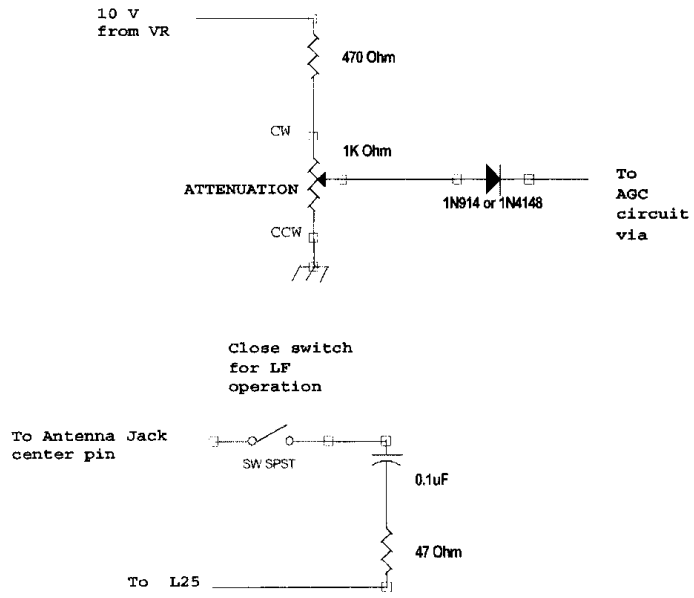 10 V
from VR
470 Ohm
CW
1K Ohm
ATTENUATION
1N914 or 1N4148
To
AGC
circuit
via
CCW
Close switch
for LF
operation
To Antenna Jack
center pin
SW SPST
0.1uF
47 Ohm
To L25